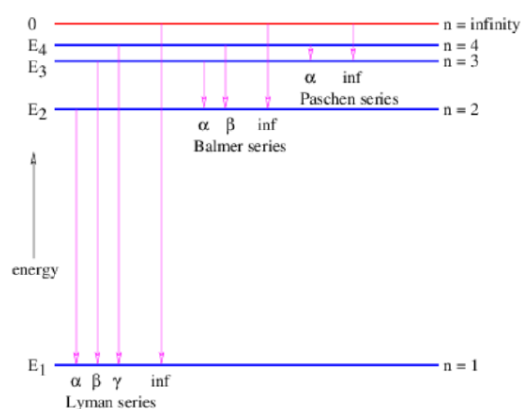 0 n = infinity
E4 n = 4
E3 n = 3
α inf
Paschen series
E2 n = 2
α β inf
Balmer series
energy
E1 n = 1
α β γ inf
Lyman series